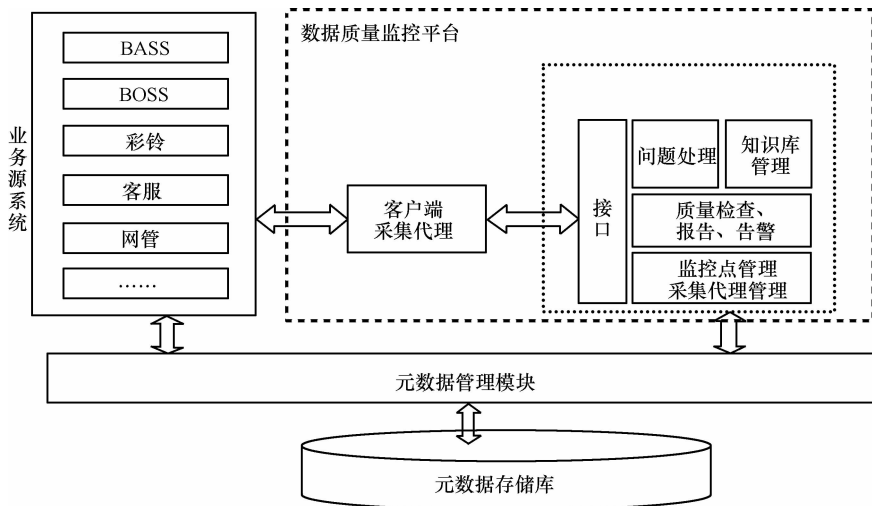 数据质量监控平台
业务源系统
BASS
BOSS
彩铃
客服
网管
……
客户端
采集代理
接口
问题处理
知识库
管理
质量检查、
报告、告警
监控点管理
采集代理管理
元数据管理模块
元数据存储库